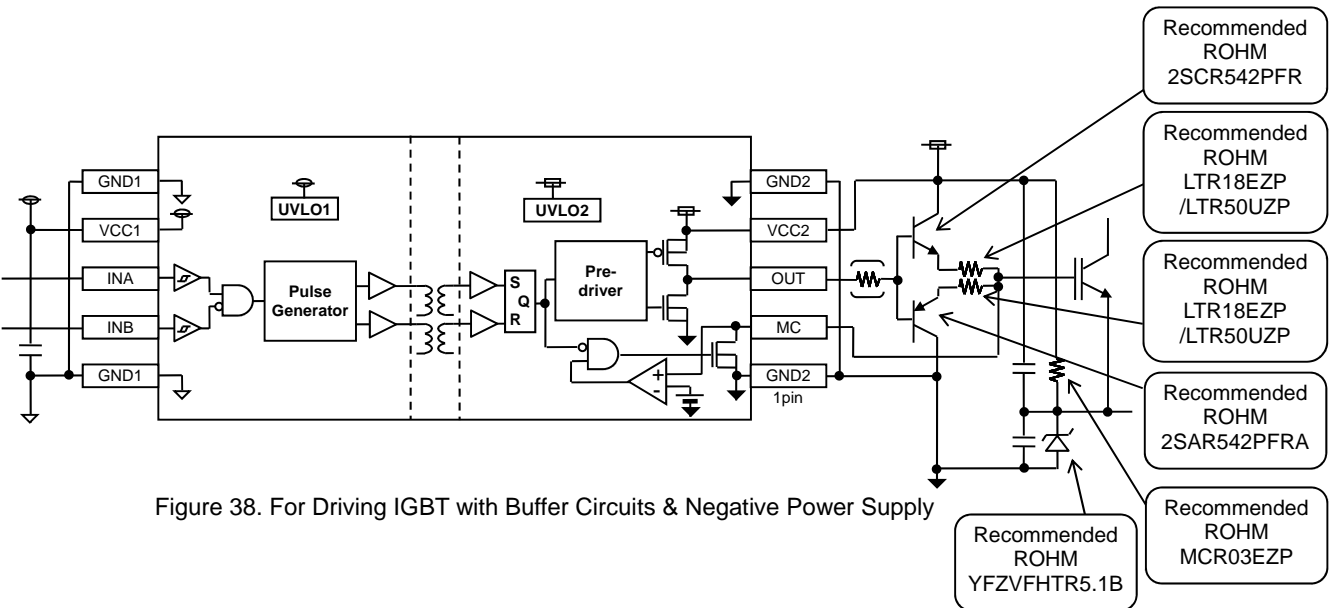 Recommended
ROHM
2SCR542PFR
Recommended
ROHM
LTR18EZP
/LTR50UZP
Recommended
ROHM
LTR18EZP
/LTR50UZP
Recommended
ROHM
2SAR542PFRA
Recommended
ROHM
MCR03EZP
Recommended
ROHM
YFZVFHTR5.1B
GND1
VCC1
INA
INB
GND1
UVLO1
Pulse
Generator
UVLO2
S
Q
R
Pre-
driver
+
-
GND2
VCC2
OUT
MC
GND2
1pin
Figure 38. For Driving IGBT with Buffer Circuits & Negative Power Supply